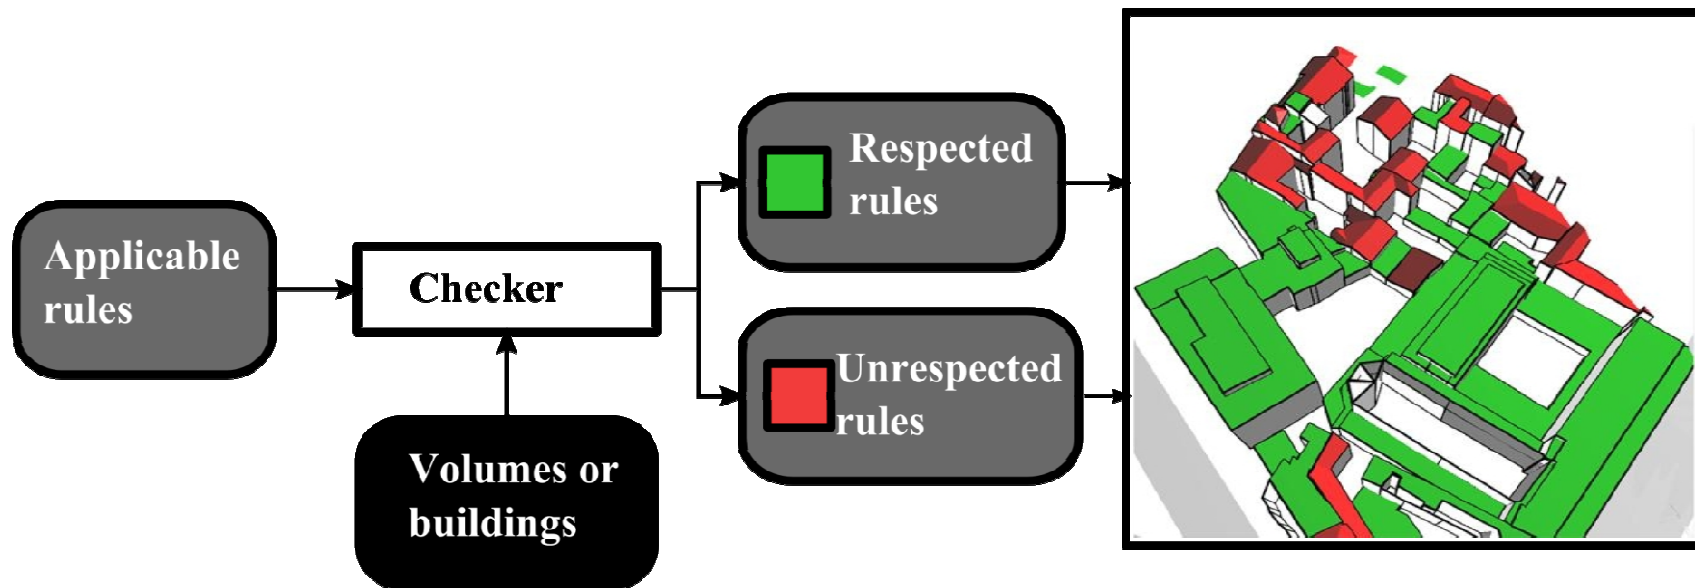 Applicable
rules
Checker
Volumes or
buildings
Respected
rules
Unrespected
rules